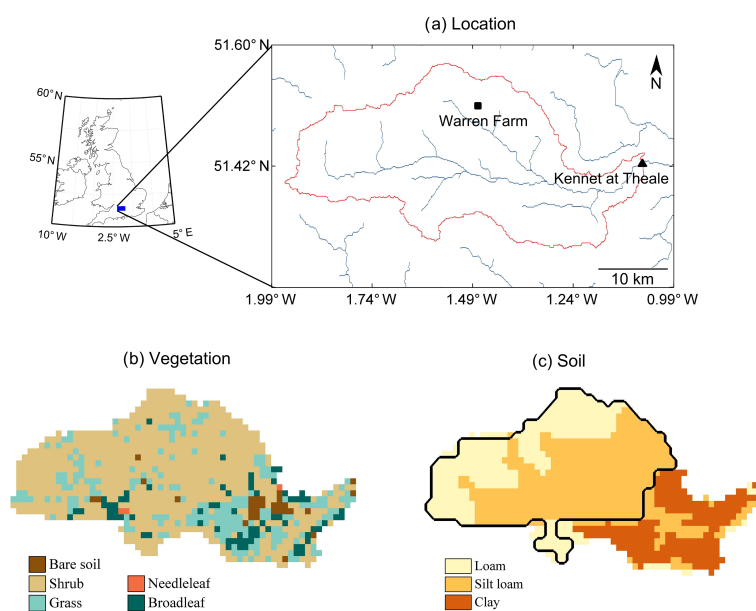 (a) Location
51.60° N
51.42° N
Warren Farm
Kennet at Theale
N
10 km
1.99° W
1.74° W
1.49° W
1.24° W
0.99° W
60° N
55° N
50° N
10° W
2.5° W
5° E
(b) Vegetation
Bare soil
Shrub
Grass
Needleleaf
Broadleaf
(c) Soil
Loam
Silt loam
Clay